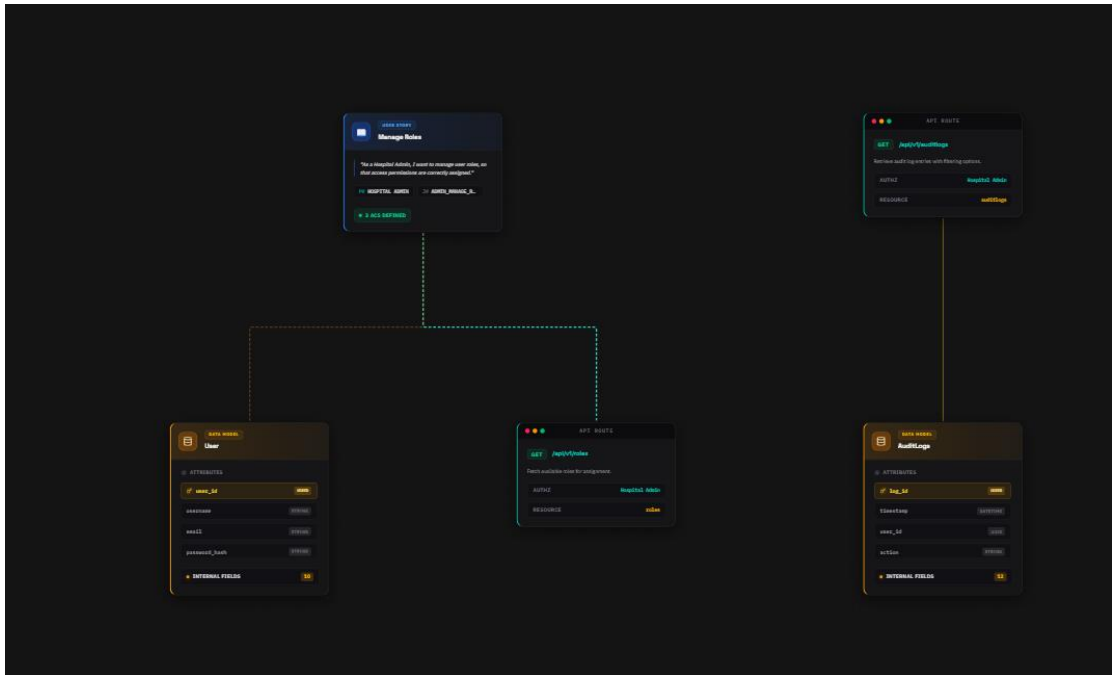 USER STORY
Manage Roles
"As a Hospital Admin, I want to manage user roles, so
that access permissions are correctly assigned."
HOSPITAL ADMIN
ADMIN_MANAGE_R…
ACS DEFINED
API ROUTE
GET /api/v1/auditlogs
Retrieve audit log entries with filtering options.
AUTHZ Hospital Admin
RESOURCE auditlogs
DATA MODEL
User
ATTRIBUTES
user_id
username STRING
email STRING
password_hash STRING
INTERNAL FIELDS 10
API ROUTE
GET /api/v1/roles
Fetch available roles for assignment.
AUTHZ Hospital Admin
RESOURCE roles
DATA MODEL
AuditLogs
ATTRIBUTES
log_id
timestamp DATETIME
user_id UUID
action STRING
INTERNAL FIELDS 12